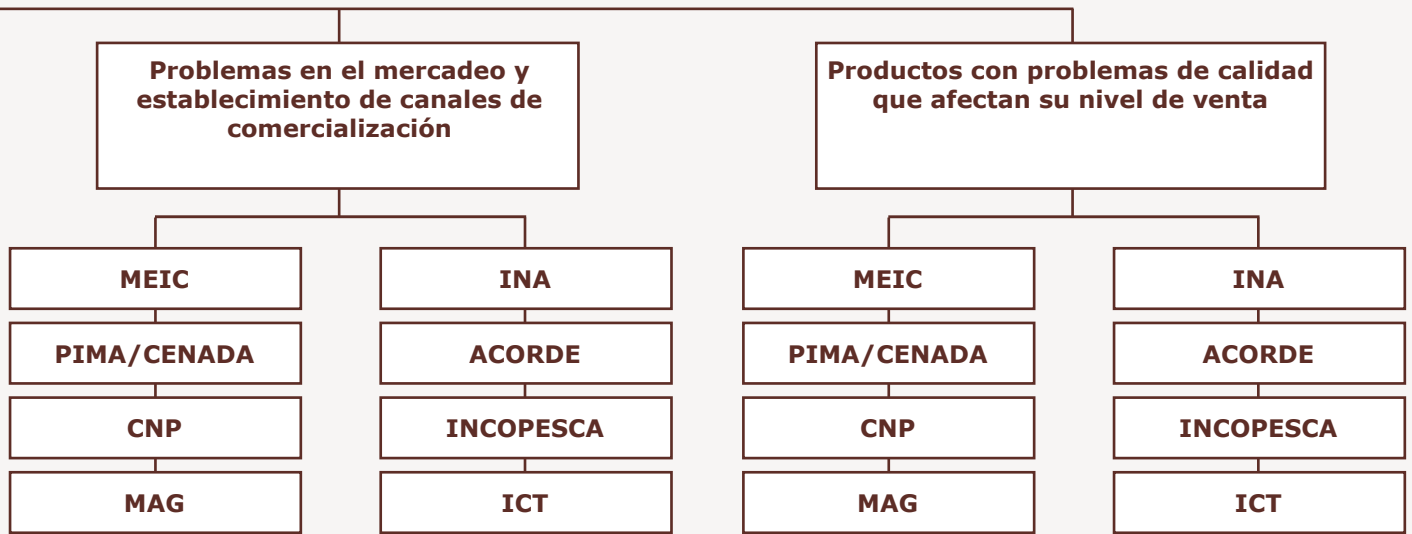 Problemas en el mercadeo y
establecimiento de canales de
comercialización
MEIC
PIMA/CENADA
CNP
MAG
INA
ACORDE
INCOPESCA
ICT
Productos con problemas de calidad
que afectan su nivel de venta
MEIC
PIMA/CENADA
CNP
MAG
INA
ACORDE
INCOPESCA
ICT